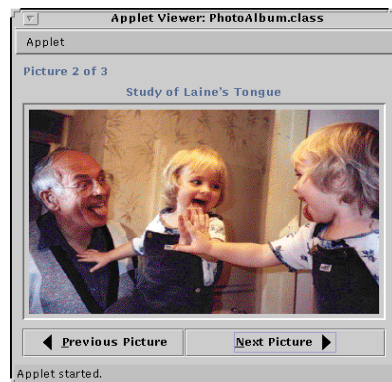 Applet Viewer: PhotoAlbum.class
Applet
Picture 2 of 3
Study of Laine's Tongue
Previous Picture Next Picture
Applet started.